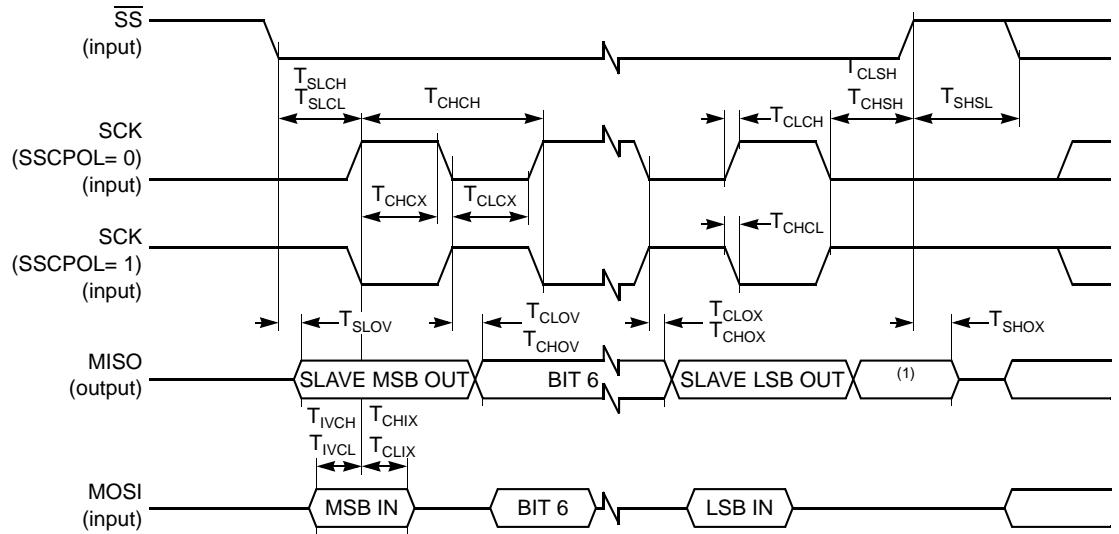 SS
(input)
TSLCH
TSLCL
TCHCH
TCLCH
TCLSH
TCHSH
TSHSL
SCK
(SSCPOL= 0)
(input)
TCHCX
TCLCX
TCHCL
SCK
(SSCPOL= 1)
(input)
TSLOV
TCLOV
TCHOV
TCLOX
TCHOX
TSHOX
MISO
(output)
SLAVE MSB OUT
BIT 6
SLAVE LSB OUT
(1)
TIVCH
TIVCL
TCHIX
TCLIX
MOSI
(input)
MSB IN
BIT 6
LSB IN